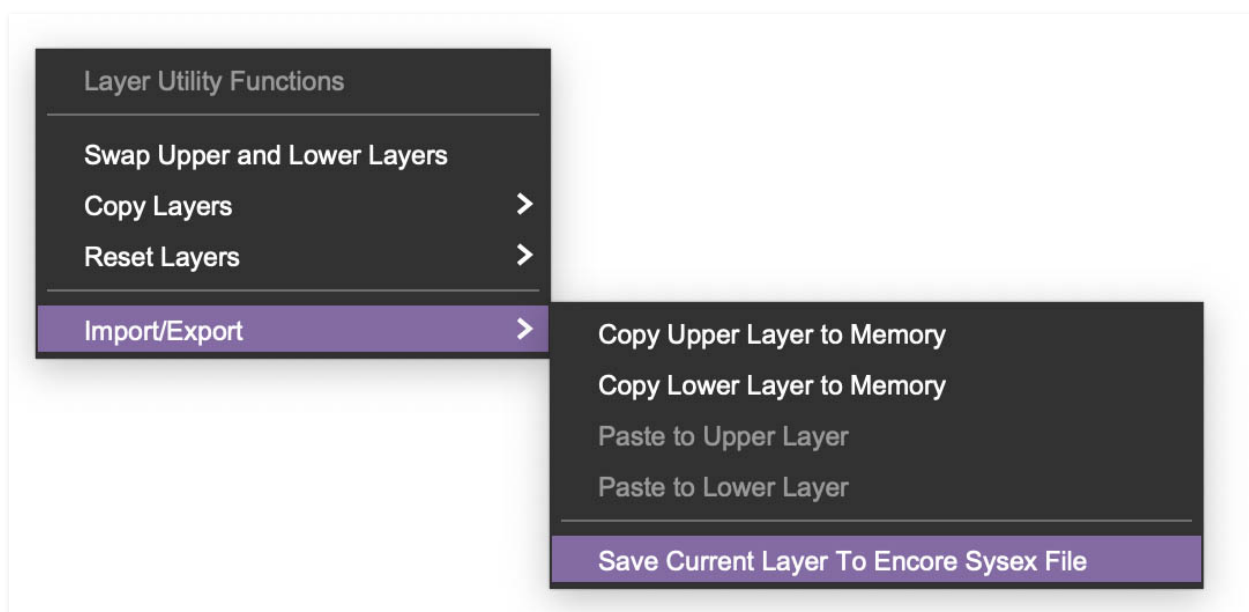 Layer Utility Functions
Swap Upper and Lower Layers
Copy Layers
Reset Layers
Import/Export
Copy Upper Layer to Memory
Copy Lower Layer to Memory
Paste to Upper Layer
Paste to Lower Layer
Save Current Layer To Encore Sysex File